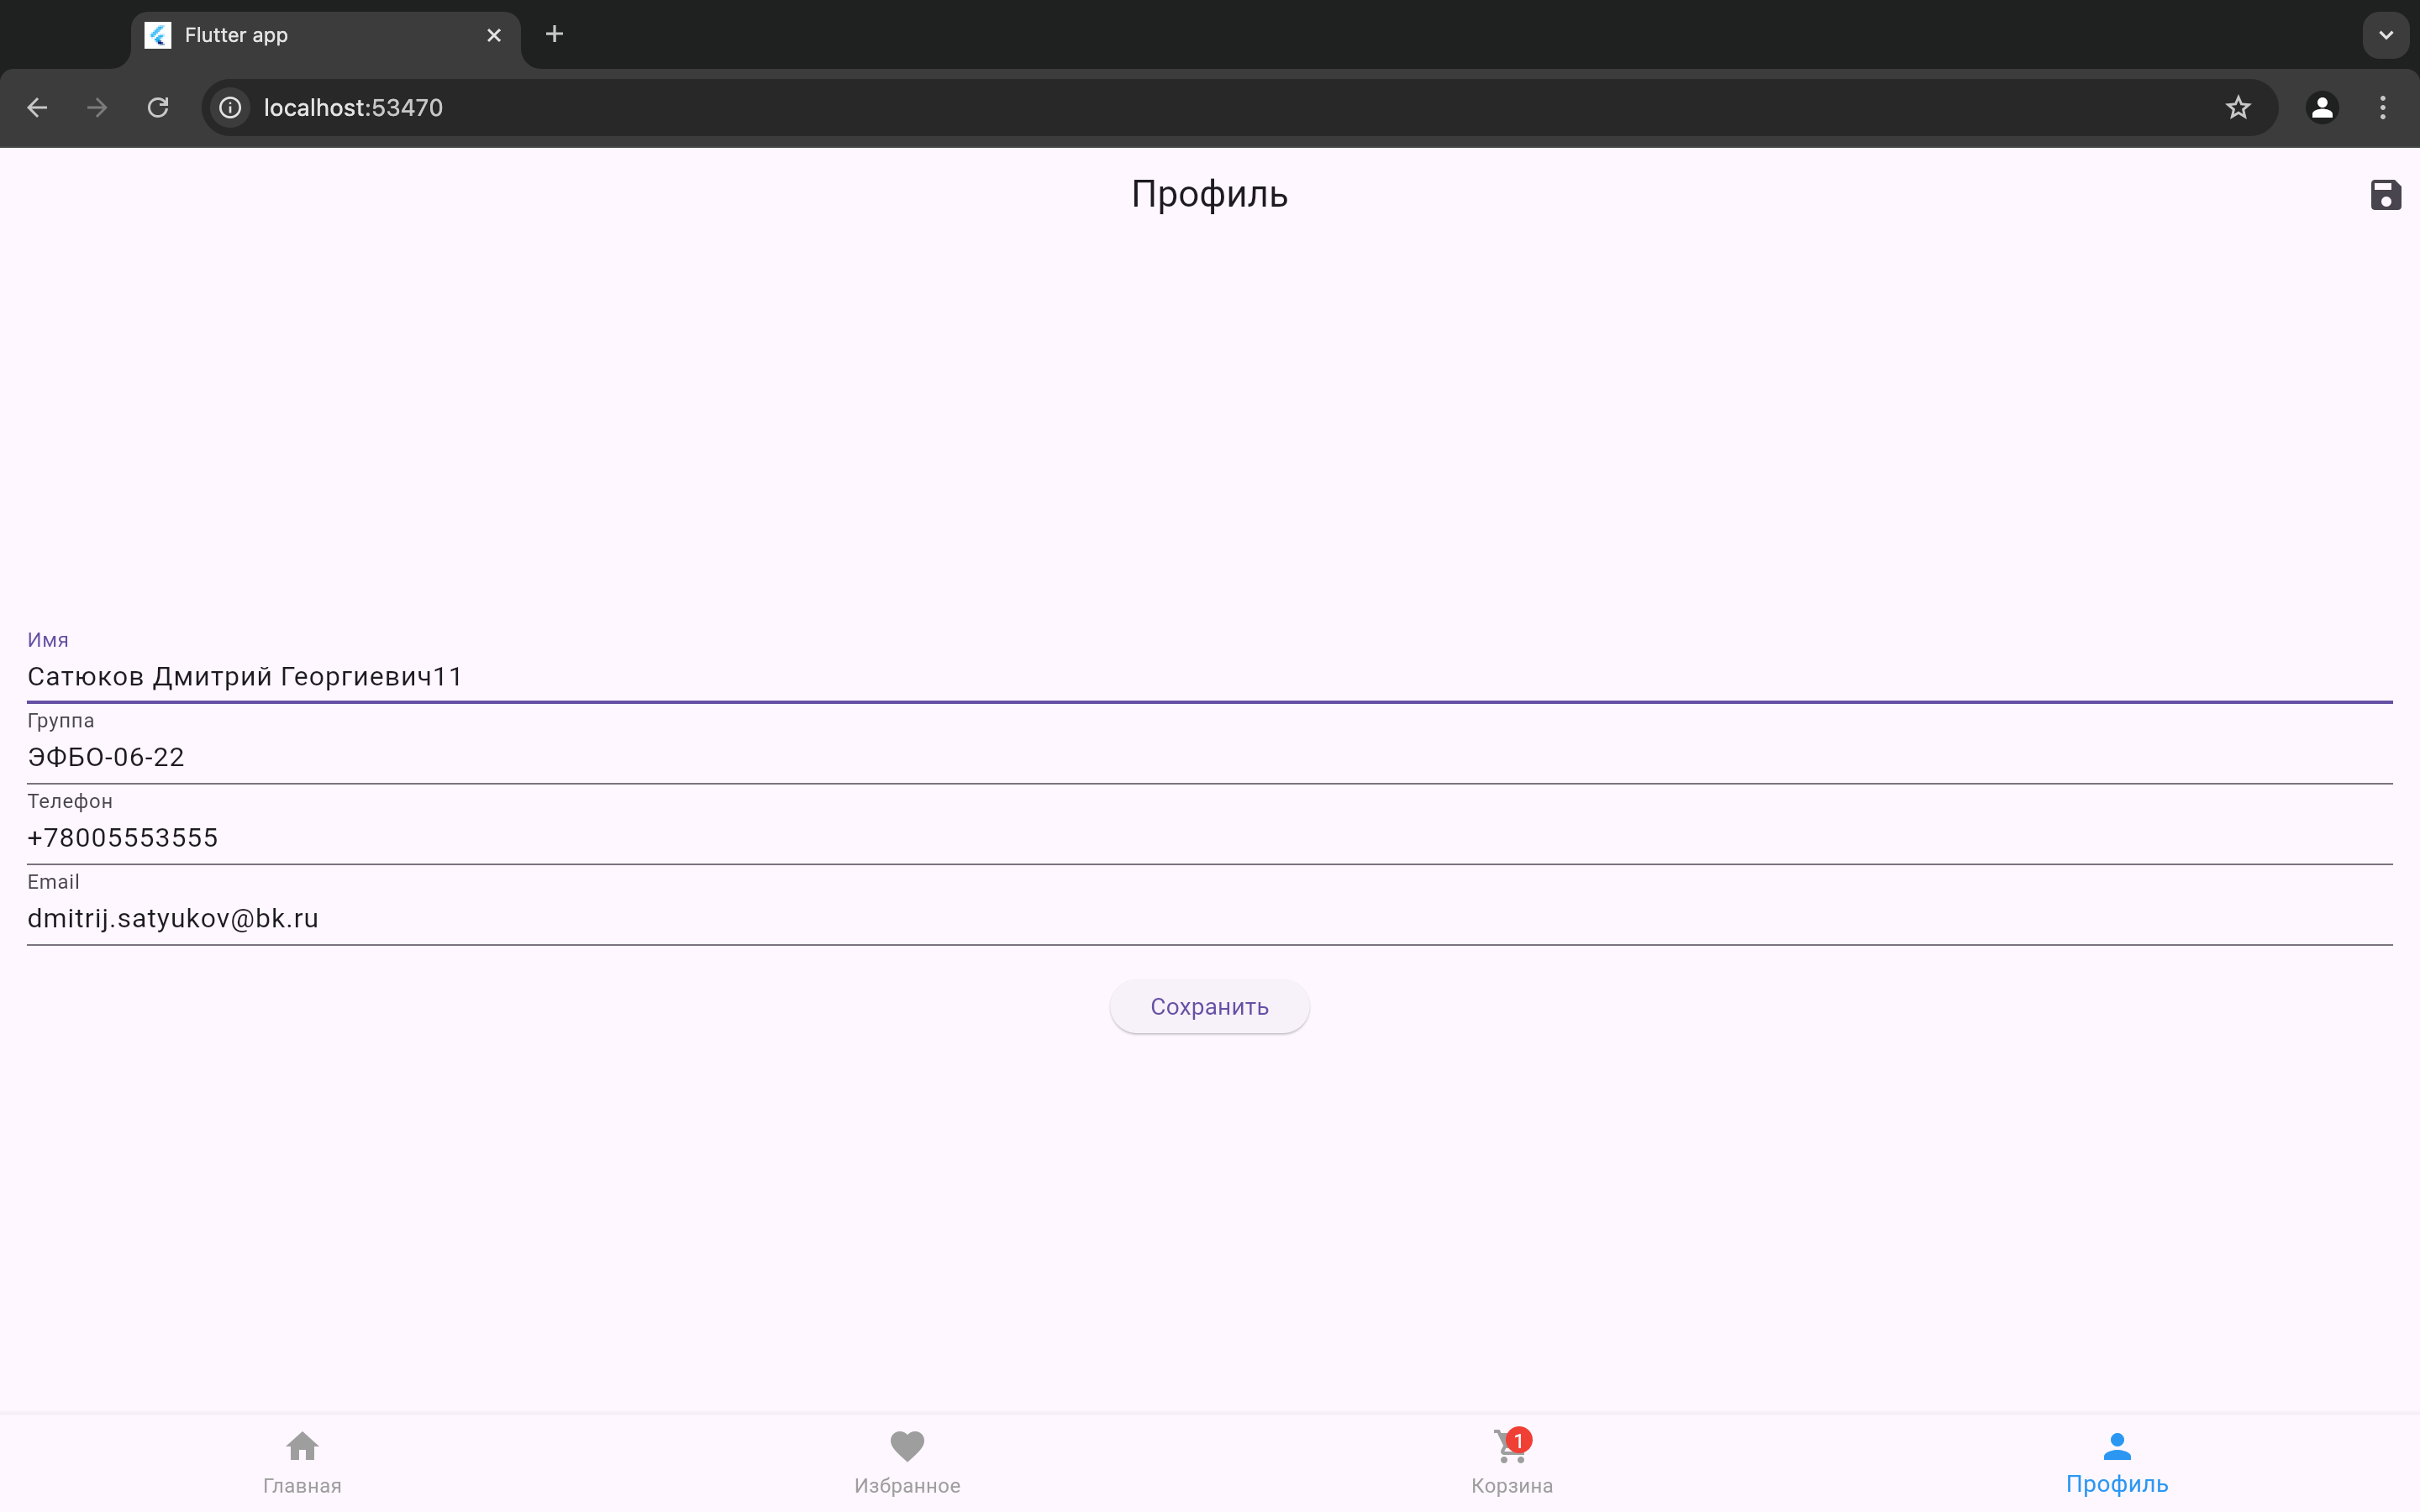 Flutter app
localhost:53470
Профиль
Имя
Сатюков Дмитрий Георгиевич11
Группа
ЭФБО-06-22
Телефон
+78005553555
Email
dmitrij.satyukov@bk.ru
Сохранить
1
Главная
Избранное
Корзина
Профиль